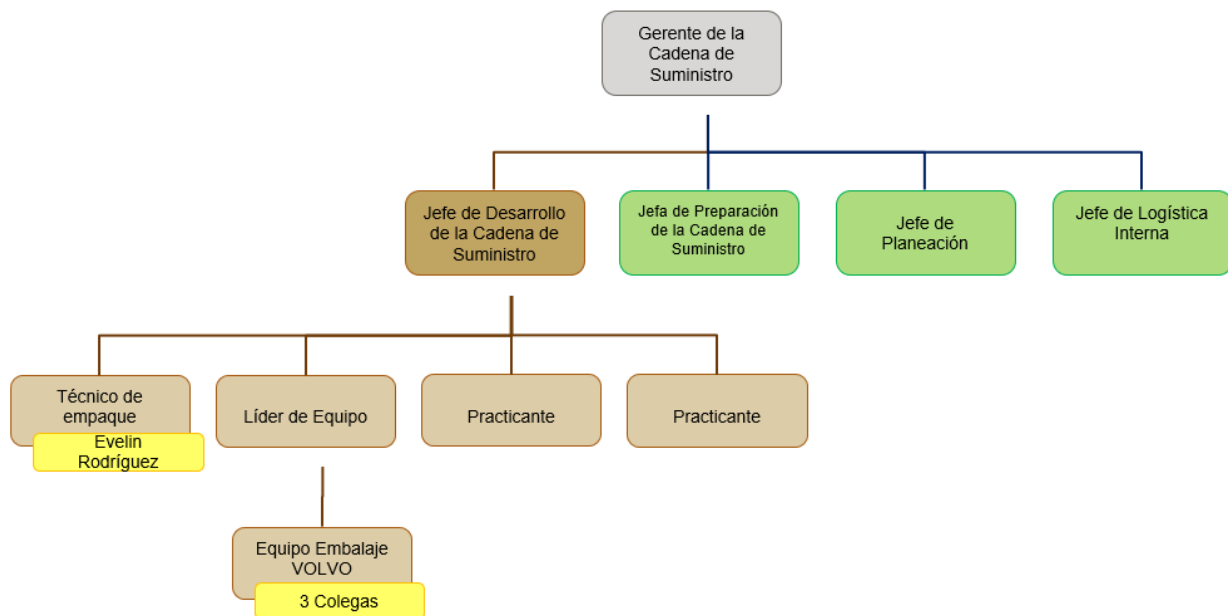 Gerente de la
Cadena de
Suministro
Jefe de Desarrollo
de la Cadena de
Suministro
Jefa de Preparación
de la Cadena de
Suministro
Jefe de
Planeación
Jefe de Logística
Interna
Técnico de
empaque
Evelin
Rodríguez
Líder de Equipo
Practicante
Practicante
Equipo Embalaje
VOLVO
3 Colegas